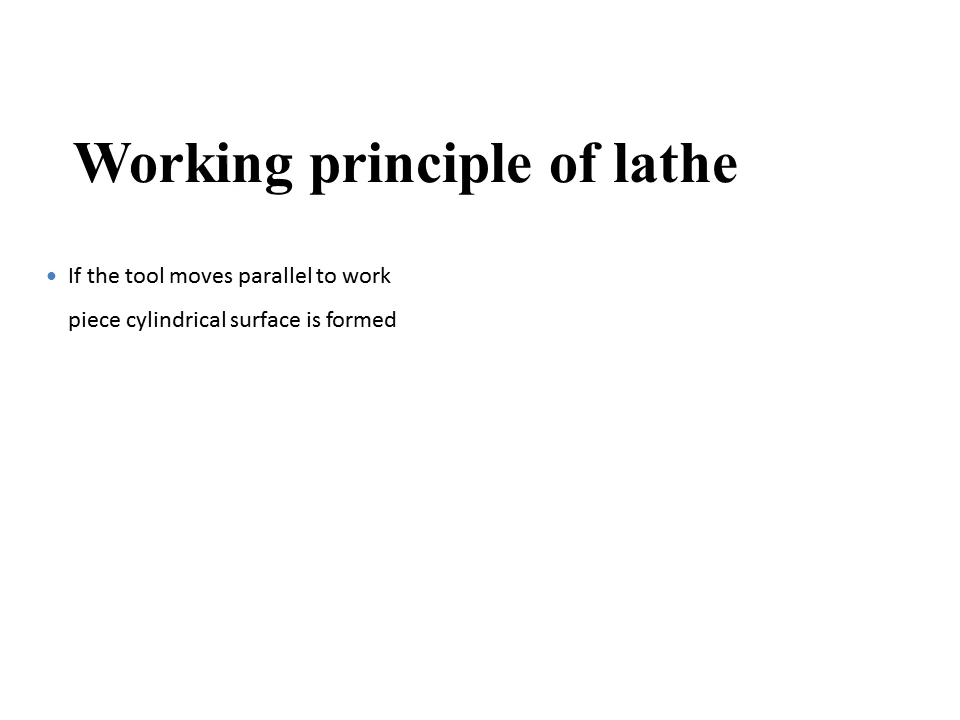 Working principle of lathe
• If the tool moves parallel to work
piece cylindrical surface is formed